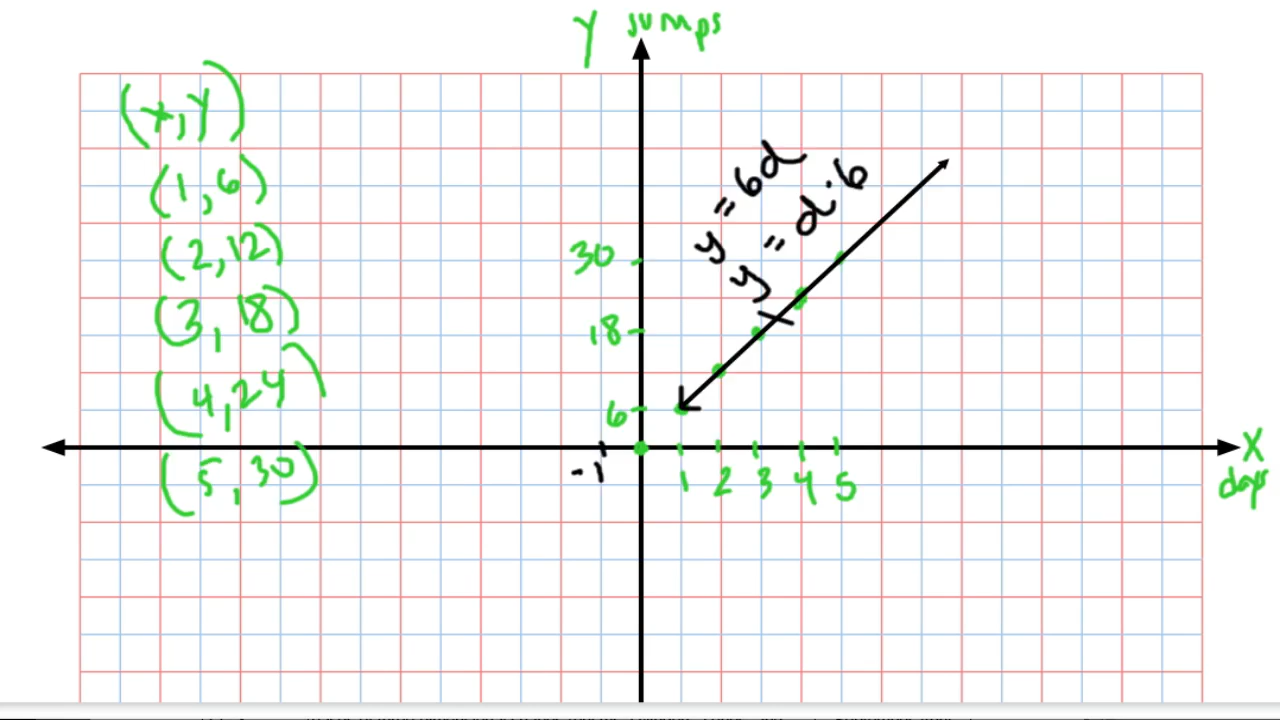 Y jumps
(x,y)
(1,6)
(2,12)
(3,18)
(4,24)
(5,30)
y=6d
y=d·6
30
18
6
-1
1 2 3 4 5
X
days